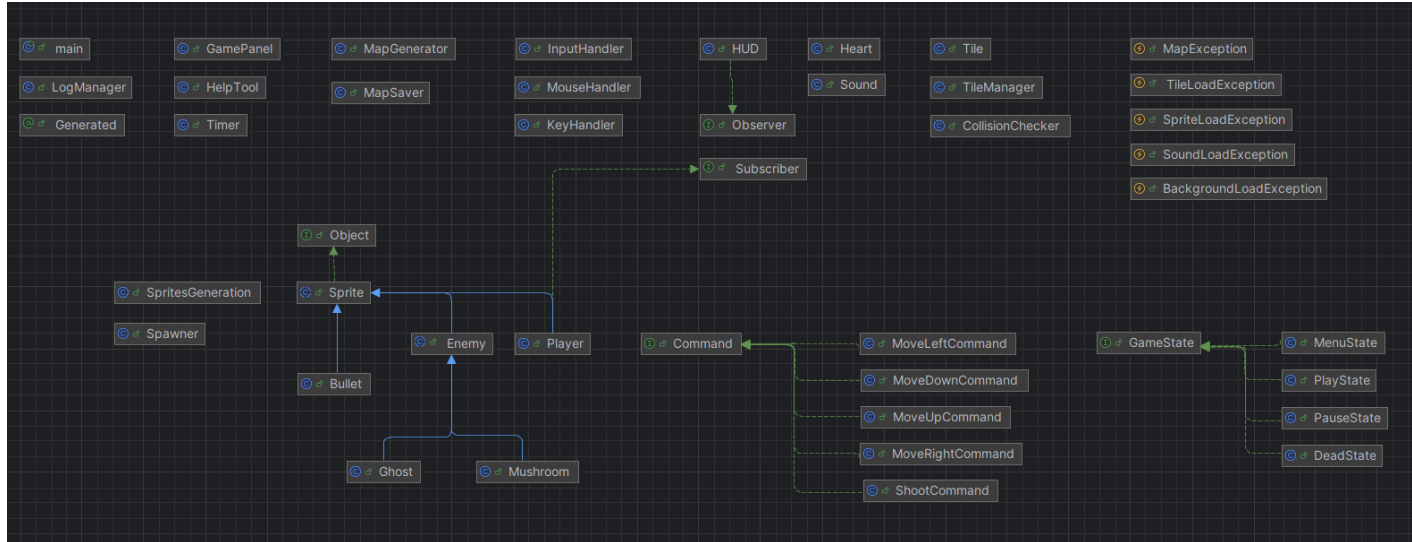 main
GamePanel
MapGenerator
InputHandler
HUD
Heart
Tile
MapException
LogManager
HelpTool
MapSaver
MouseHandler
Sound
TileManager
TileLoadException
Generated
Timer
KeyHandler
Observer
CollisionChecker
SpriteLoadException
Subscriber
SoundLoadException
BackgroundLoadException
Object
SpritesGeneration
Sprite
Spawner
Enemy
Player
Command
MoveLeftCommand
GameState
MenuState
Bullet
MoveDownCommand
PlayState
MoveUpCommand
PauseState
MoveRightCommand
DeadState
Ghost
Mushroom
ShootCommand